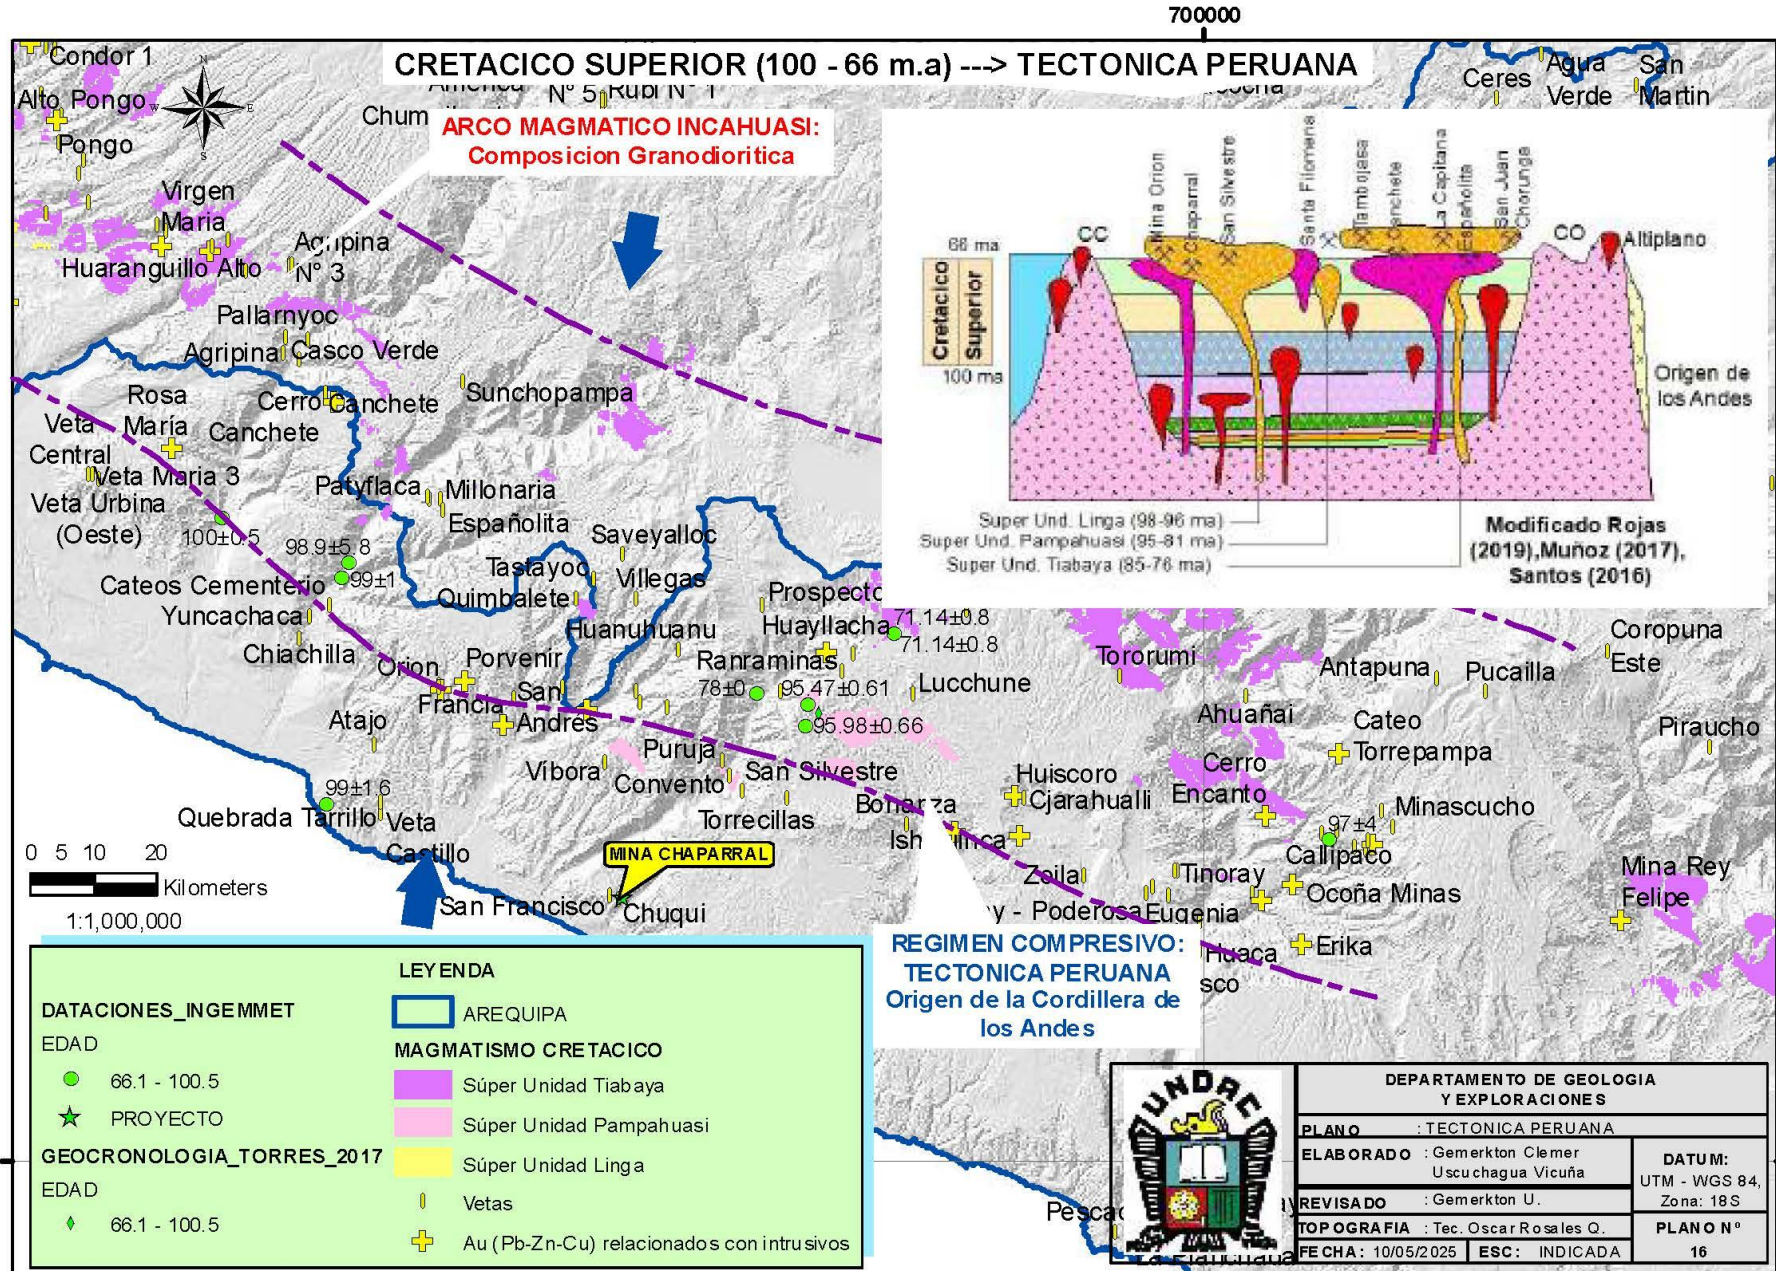 700000
CRETACICO SUPERIOR (100 - 66 m.a) ---> TECTONICA PERUANA
Condor 1
Alto Pongo
Pongo
N
W
E
S
Nº 5
Rubi Nº 1
Chum
Ceres
Agua
Verde
San
Martin
ARCO MAGMATICO INCAHUASI:
Composicion Granodioritica
Virgen
Maria
Huaranguillo Alto
Agripina
Nº 3
Pallarnyoc
Agripina
Casco Verde
Rosa
María
Cerro
Canchete
Canchete
Sunchopampa
Veta
Central
Veta Maria 3
Veta Urbina
(Oeste)
100±0.5
98.9±5.8
99±1
Patyflaca
Millonaria
Españolita
Saveyalloc
Tastayoc
Villegas
Quimbalete
Cateos Cementerio
Yuncachaca
Chiachilla
Huanuhuanu
Prospecto
Huayllacha
71.14±0.8
71.14±0.8
Orion
Porvenir
Francia
San
Andrés
Ranraminas
78±0
95.47±0.61
95.98±0.66
Lucchune
Atajo
Víbora
Puruja
Convento
San Silvestre
Torrecillas
99±1.6
Quebrada Tarrillo
Veta
Castillo
MINA CHAPARRAL
San Francisco
Chuqui
Bonanza
Huiscoro
Cjarahualli
Zoila
y - Poderosa
Eugenia
Tinoray
Huaca
sco
Erika
Ocoña Minas
Callipaco
97±4
Minascucho
Cerro
Encanto
Cateo
Torrepampa
Ahuañai
Tororumi
Antapuna
Pucailla
Coropuna
Este
Piraucho
Mina Rey
Felipe
Mina Orion
Chaparral
San Silvestre
Santa Filomena
Tambojasa
Canchete
La Capitana
Españolita
San Juan
Chorunga
66 ma
CC
CO
Altiplano
Cretacico
Superior
100 ma
Origen de
los Andes
Super Und. Linga (98-96 ma)
Super Und. Pampahuasi (95-81 ma)
Super Und. Tiabaya (85-76 ma)
Modificado Rojas
(2019),Muñoz (2017),
Santos (2016)
0 5 10 20
Kilometers
1:1,000,000
REGIMEN COMPRESIVO:
TECTONICA PERUANA
Origen de la Cordillera de
los Andes
LEYENDA
DATACIONES_INGEMMET
EDAD
66.1 - 100.5
PROYECTO
GEOCRONOLOGIA_TORRES_2017
EDAD
66.1 - 100.5
AREQUIPA
MAGMATISMO CRETACICO
Súper Unidad Tiabaya
Súper Unidad Pampahuasi
Súper Unidad Linga
Vetas
Au (Pb-Zn-Cu) relacionados con intrusivos
UNDAC
DEPARTAMENTO DE GEOLOGIA
Y EXPLORACIONES
PLANO : TECTONICA PERUANA
ELABORADO : Gemerkton Clemer
Uscuchagua Vicuña
REVISADO : Gemerkton U.
TOPOGRAFIA : Tec. Oscar Rosales Q.
FECHA: 10/05/2025
ESC: INDICADA
DATUM:
UTM - WGS 84,
Zona: 18S
PLANO Nº
16